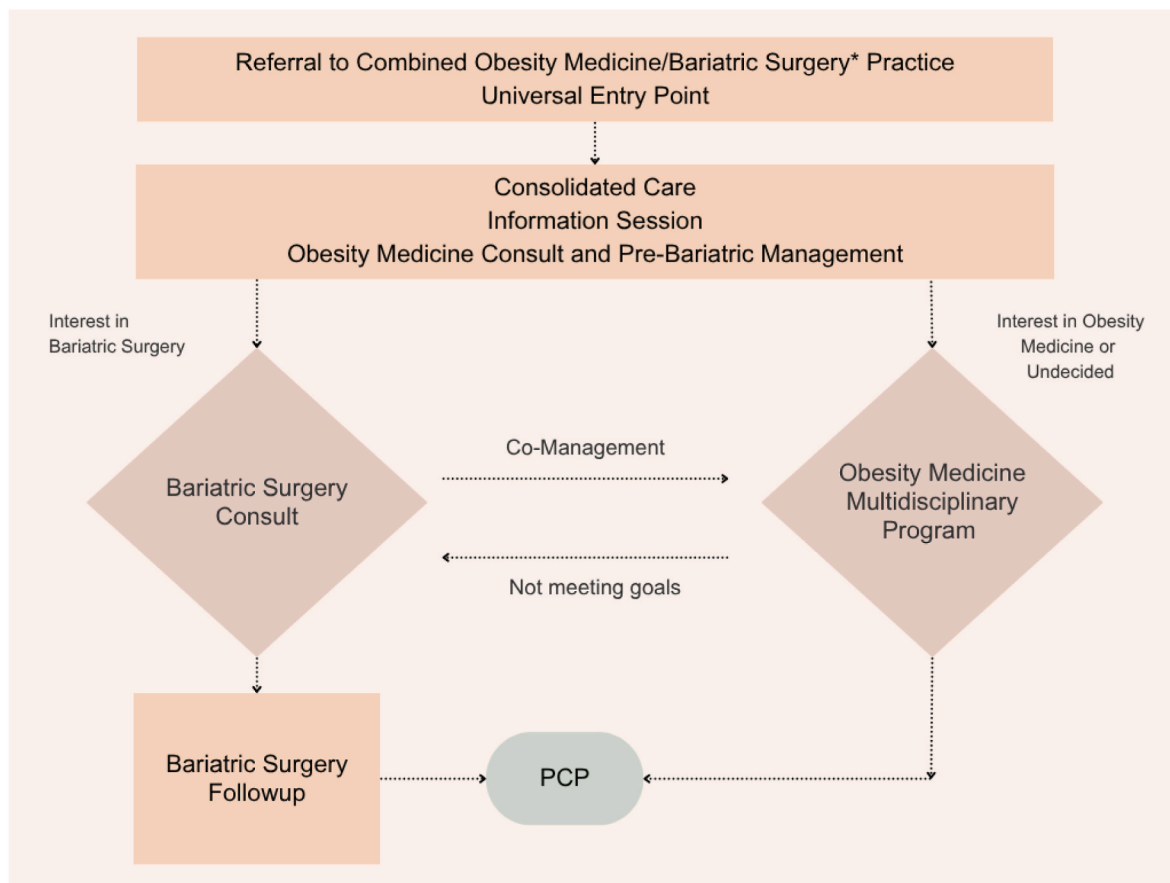 Referral to Combined Obesity Medicine/Bariatric Surgery* Practice
Universal Entry Point
Consolidated Care
Information Session
Obesity Medicine Consult and Pre-Bariatric Management
Interest in
Bariatric Surgery
Interest in Obesity
Medicine or
Undecided
Bariatric Surgery
Consult
Co-Management
Not meeting goals
Obesity Medicine
Multidisciplinary
Program
Bariatric Surgery
Followup
PCP